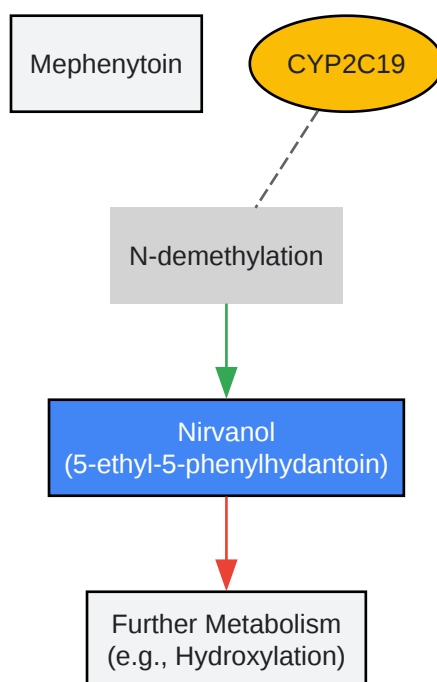 Mephenytoin
CYP2C19
N-demethylation
Nirvanol
(5-ethyl-5-phenylhydantoin)
Further Metabolism
(e.g., Hydroxylation)